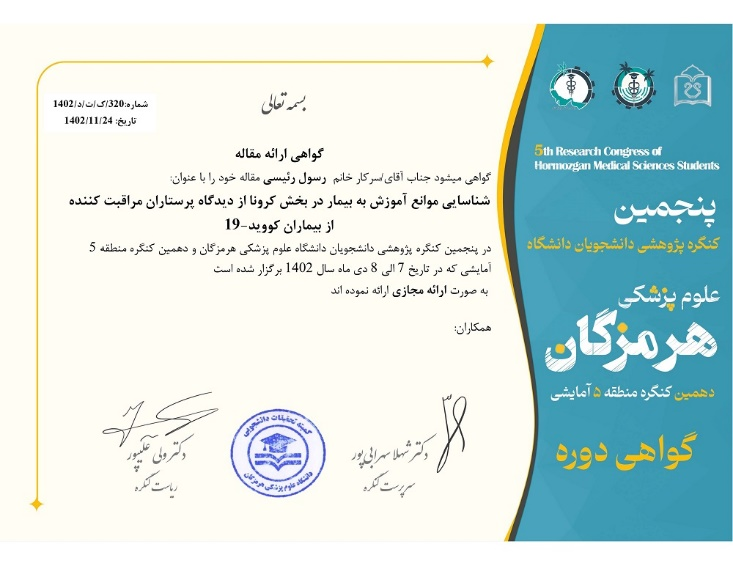 بسمه تعالی
شماره:320/ک/ت/د/1402
تاریخ: 1402/11/24
گواهی ارائه مقاله
گواهی میشود جناب آقای/سرکار خانم رسول رئیسی مقاله خود را با عنوان:
شناسایی موانع آموزش به بیمار در بخش کرونا از دیدگاه پرستاران مراقبت کننده
از بیماران کووید-19
در پنجمین کنگره پژوهشی دانشجویان دانشگاه علوم پزشکی هرمزگان و دهمین کنگره منطقه 5
آمایشی که در تاریخ 7 الی 8 دی ماه سال 1402 برگزار شده است
به صورت ارائه مجازی ارائه نموده اند
همکاران:
دکتر شهلا سهرابی پور
سرپرست کنگره
کمیته تحقیقات دانشجویی
دانشگاه علوم پزشکی هرمزگان
دکتر ولی علیپور
ریاست کنگره
5th Research Congress of
Hormozgan Medical Sciences Students
پنجمین
کنگره پژوهشی دانشجویان دانشگاه
علوم پزشکی
هرمزگان
دهمین کنگره منطقه ۵ آمایشی
گواهی دوره